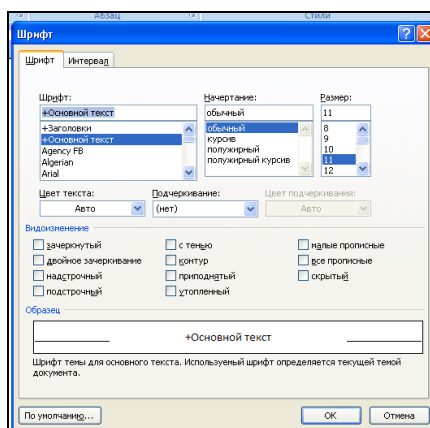 Абзац Стили
Шрифт
Шрифт Интервал
Шрифт: Начертание: Размер:
+Основной текст обычный 11
+Заголовки обычный 8
+Основной текст курсив 9
Agency FB полужирный 10
Algerian полужирный курсив 11
Arial 12
Цвет текста: Подчеркивание: Цвет подчеркивания:
Авто (нет) Авто
Видоизменение
зачеркнутый с тенью малые прописные
двойное зачеркивание контур все прописные
надстрочный приподнятый скрытый
подстрочный утопленный
Образец
+Основной текст
Шрифт темы для основного текста. Используемый шрифт определяется текущей темой
документа.
По умолчанию... ОК Отмена